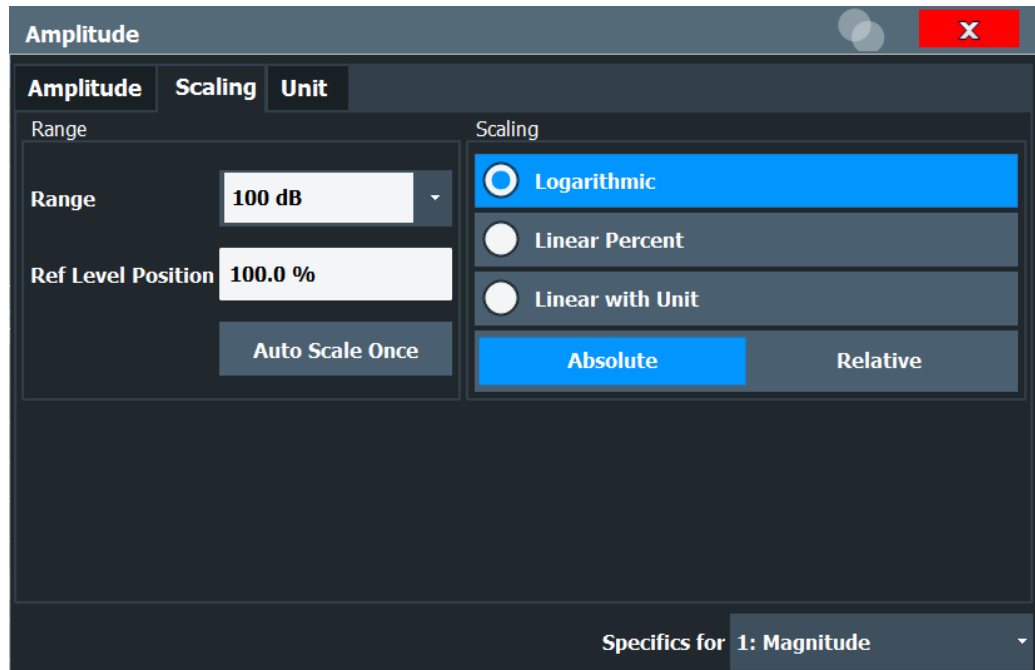 Amplitude
X
Amplitude Scaling Unit
Range
Range 100 dB
Ref Level Position 100.0 %
Auto Scale Once
Scaling
Logarithmic
Linear Percent
Linear with Unit
Absolute Relative
Specifics for 1: Magnitude